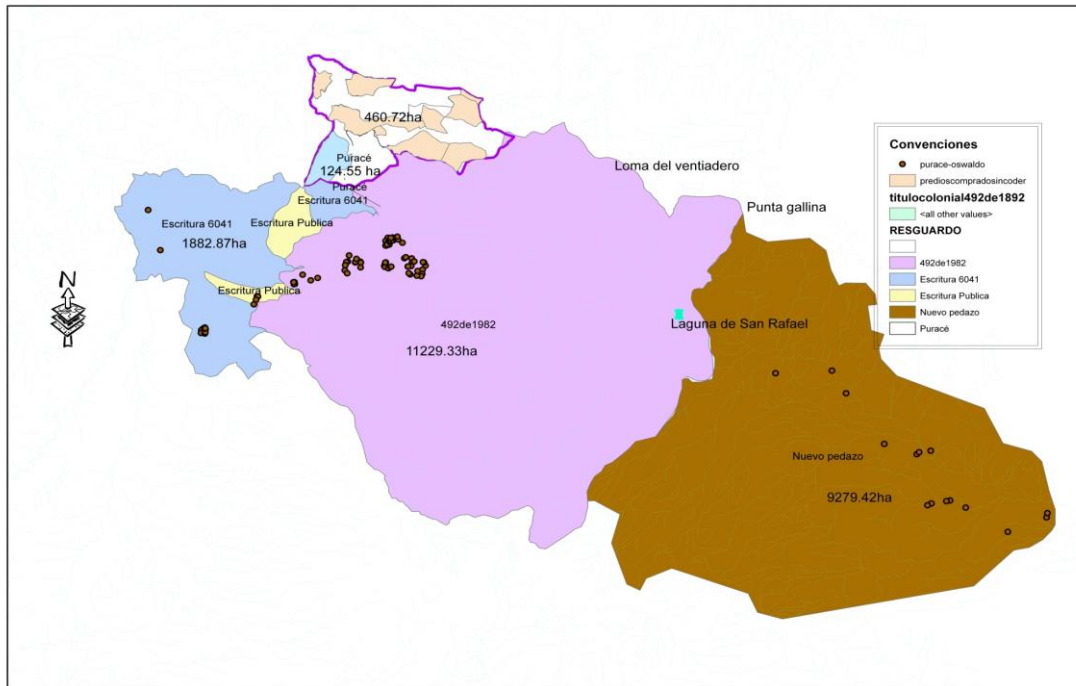 460.72ha
Puracé
124.55 ha
Puracé
Escritura 6041
Escritura 6041
1882.87ha
Escritura Publica
Escritura Publica
Loma del ventiadero
Punta gallina
Laguna de San Rafael
492de1982
11229.33ha
Nuevo pedazo
9279.42ha
N
Convenciones
purace-oswaldo
predioscompradosincoder
titulocolonial492de1892
<all other values>
RESGUARDO
492de1982
Escritura 6041
Escritura Publica
Nuevo pedazo
Puracé